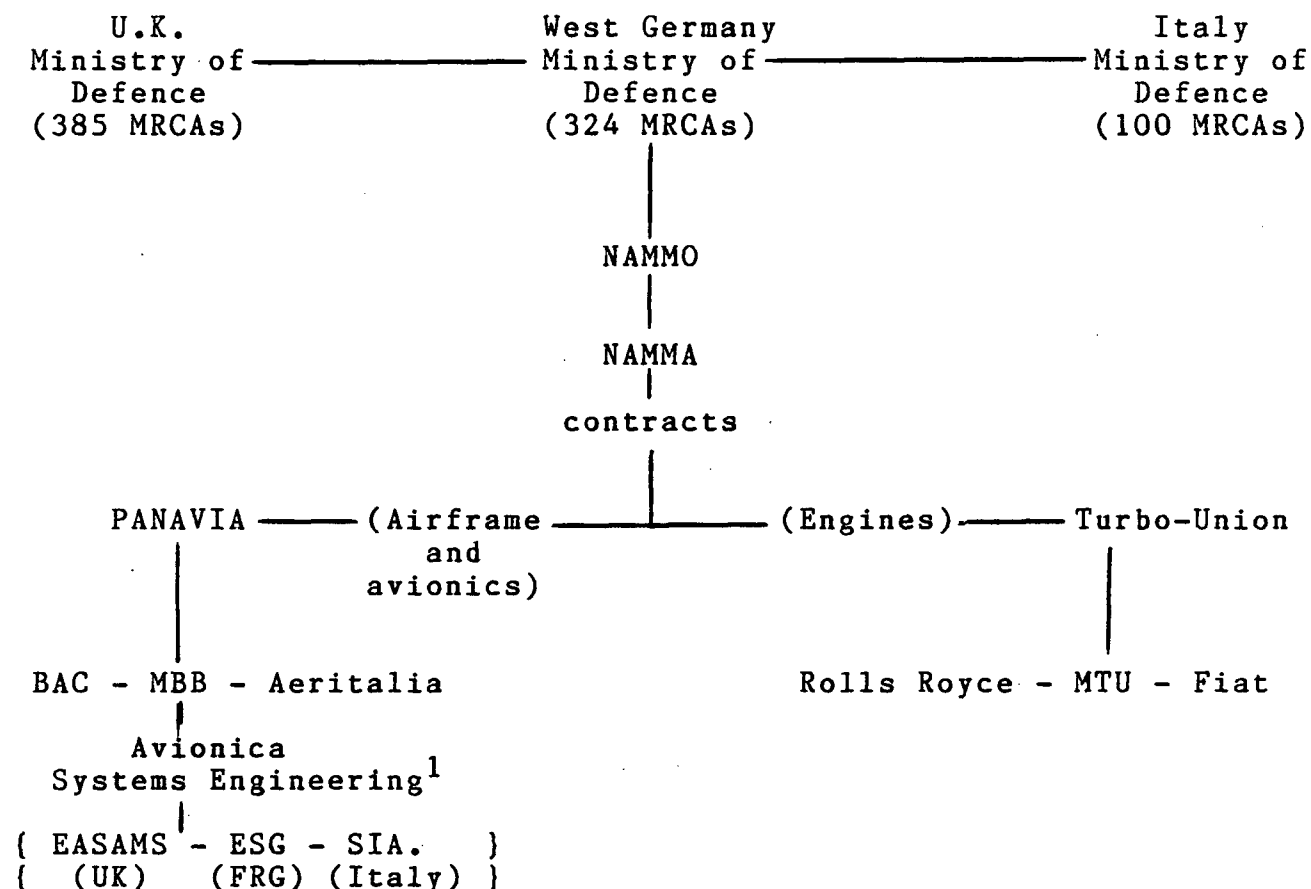 U.K. West Germany Italy
Ministry of Ministry of Ministry of
Defence Defence Defence
(385 MRCAs) (324 MRCAs) (100 MRCAs)
NAMMO
NAMMA
contracts
PANAVIA (Airframe (Engines) Turbo-Union
and
avionics)
BAC - MBB - Aeritalia Rolls Royce - MTU - Fiat
Avionica
Systems Engineering1
{ EASAMS - ESG - SIA. }
{ (UK) (FRG) (Italy) }